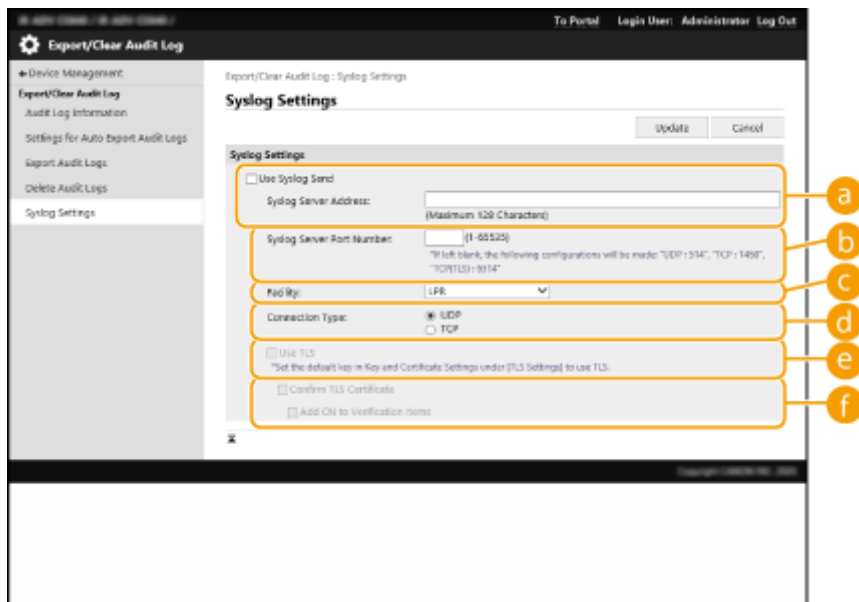 To Portal Login User: Administrator Log Out
Export/Clear Audit Log
Device Management
Export/Clear Audit Log
Audit Log Information
Settings for Auto Export Audit Logs
Export Audit Logs
Delete Audit Logs
Syslog Settings
Export/Clear Audit Log : Syslog Settings
Syslog Settings
Update Cancel
Syslog Settings
Use Syslog Send
Syslog Server Address:
(Maximum 128 Characters)
a
Syslog Server Port Number: (1-65535)
*If left blank, the following configurations will be made: "UDP : 514", "TCP : 1468",
"TCP(TLS) : 6514"
b
Facility: LPR
c
Connection Type: UDP
TCP
d
Use TLS
*Set the default key in Key and Certificate Settings under [TLS Settings] to use TLS.
e
Confirm TLS Certificate
Add CN to Verification Items
f